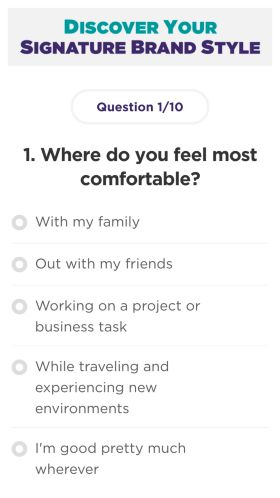 DISCOVER YOUR
SIGNATURE BRAND STYLE
Question 1/10
1. Where do you feel most
comfortable?
With my family
Out with my friends
Working on a project or
business task
While traveling and
experiencing new
environments
I'm good pretty much
wherever